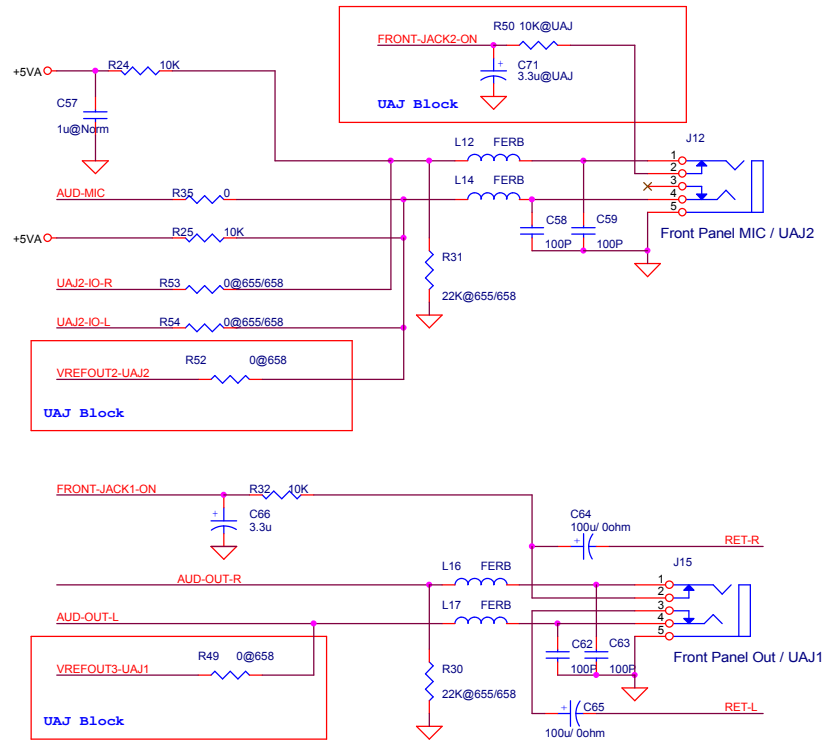 R50 10K@UAJ
FRONT-JACK2-ON
+
C71
3.3u@UAJ
UAJ Block
R24 10K
+5VA
C57
1u@Norm
J12
L12 FERB
1
2
3
4
5
L14 FERB
AUD-MIC
R35 0
C58 C59
100P 100P
Front Panel MIC / UAJ2
+5VA
R25 10K
R31
22K@655/658
UAJ2-IO-R
R53 0@655/658
UAJ2-IO-L
R54 0@655/658
R52 0@658
VREFOUT2-UAJ2
UAJ Block
FRONT-JACK1-ON
R32 10K
+
C66
3.3u
C64
100u/ 0ohm
+
RET-R
J15
L16 FERB
AUD-OUT-R
1
2
3
4
5
L17 FERB
AUD-OUT-L
R49 0@658
VREFOUT3-UAJ1
C62 C63
100P 100P
Front Panel Out / UAJ1
R30
22K@655/658
UAJ Block
+
C65
100u/ 0ohm
RET-L